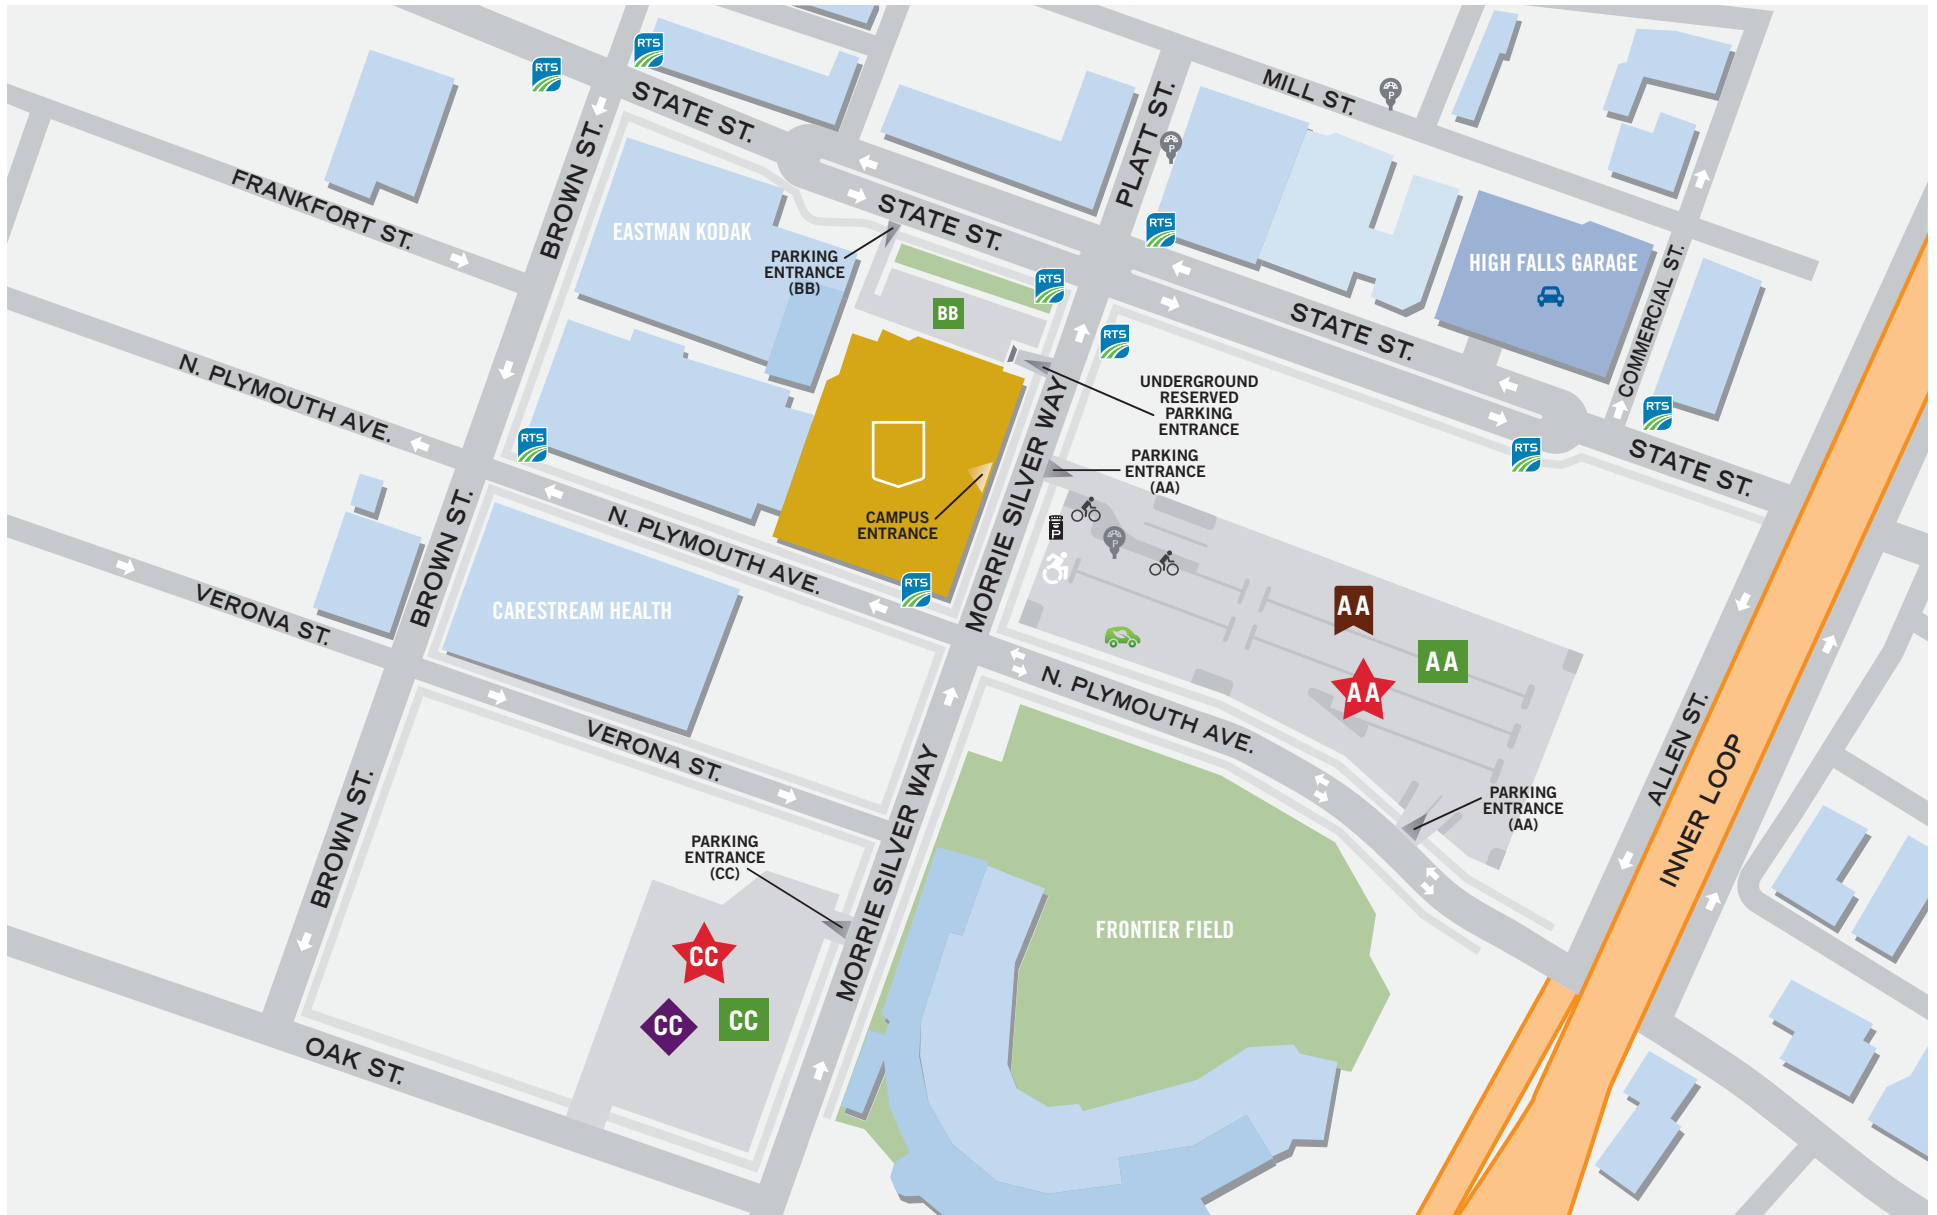 RTS
RTS
STATE ST.
MILL ST.
P
PLATT ST.
P
BROWN ST.
FRANKFORT ST.
EASTMAN KODAK
STATE ST.
RTS
PARKING
ENTRANCE
(BB)
HIGH FALLS GARAGE
RTS
BB
STATE ST.
COMMERCIAL ST.
RTS
N. PLYMOUTH AVE.
UNDERGROUND
RESERVED
PARKING
ENTRANCE
RTS
RTS
RTS
STATE ST.
PARKING
ENTRANCE
(AA)
MORRIE SILVER WAY
CAMPUS
ENTRANCE
N. PLYMOUTH AVE.
P
P
BROWN ST.
RTS
VERONA ST.
CARESTREAM HEALTH
AA
AA
AA
N. PLYMOUTH AVE.
ALLEN ST.
INNER LOOP
VERONA ST.
PARKING
ENTRANCE
(AA)
BROWN ST.
PARKING
ENTRANCE
(CC)
MORRIE SILVER WAY
FRONTIER FIELD
CC
CC
CC
OAK ST.